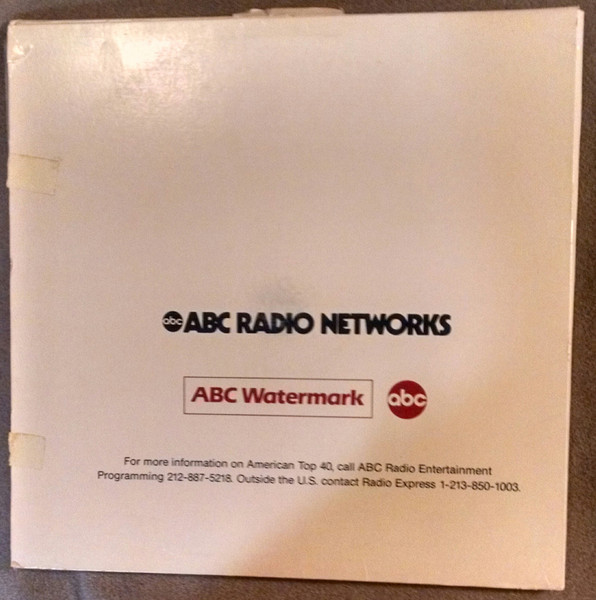 abc ABC RADIO NETWORKS
ABC Watermark abc
For more information on American Top 40, call ABC Radio Entertainment
Programming 212-887-5218. Outside the U.S. contact Radio Express 1-213-850-1003.